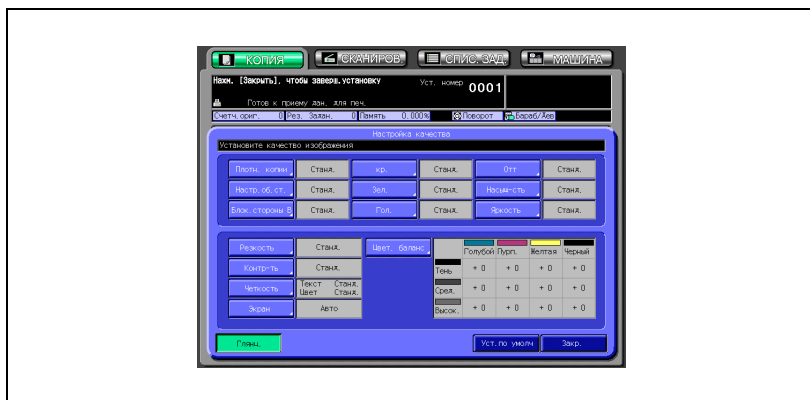 КОПИЯ СКАНИРОВ. СПИС.ЗАД. МАШИНА
Нахм. [Закрыть], чтобы заверш.установку Уст. номер 0001
Готов к приему дан. для печ.
Счетч.ориг. 0 Рез. Задан. 0 Память 0.000% Поворот Бараб/Лев
Настройка качества
Установите качество изображения
Плотн. копии Станд. кр. Станд. Отт Станд.
Настр.об.ст. Станд. Зел. Станд. Насыщ-сть Станд.
Блок.стороны В Станд. Гол. Станд. Яркость Станд.
Резкость Станд. Цвет. баланс Голубой Пурп. Желтая Черный
Контр-ть Станд. Тень + 0 + 0 + 0 + 0
Четкость Текст Станд. Цвет Станд. Сред. + 0 + 0 + 0 + 0
Экран Авто Высок. + 0 + 0 + 0 + 0
Глянц. Уст.по умолч Закр.